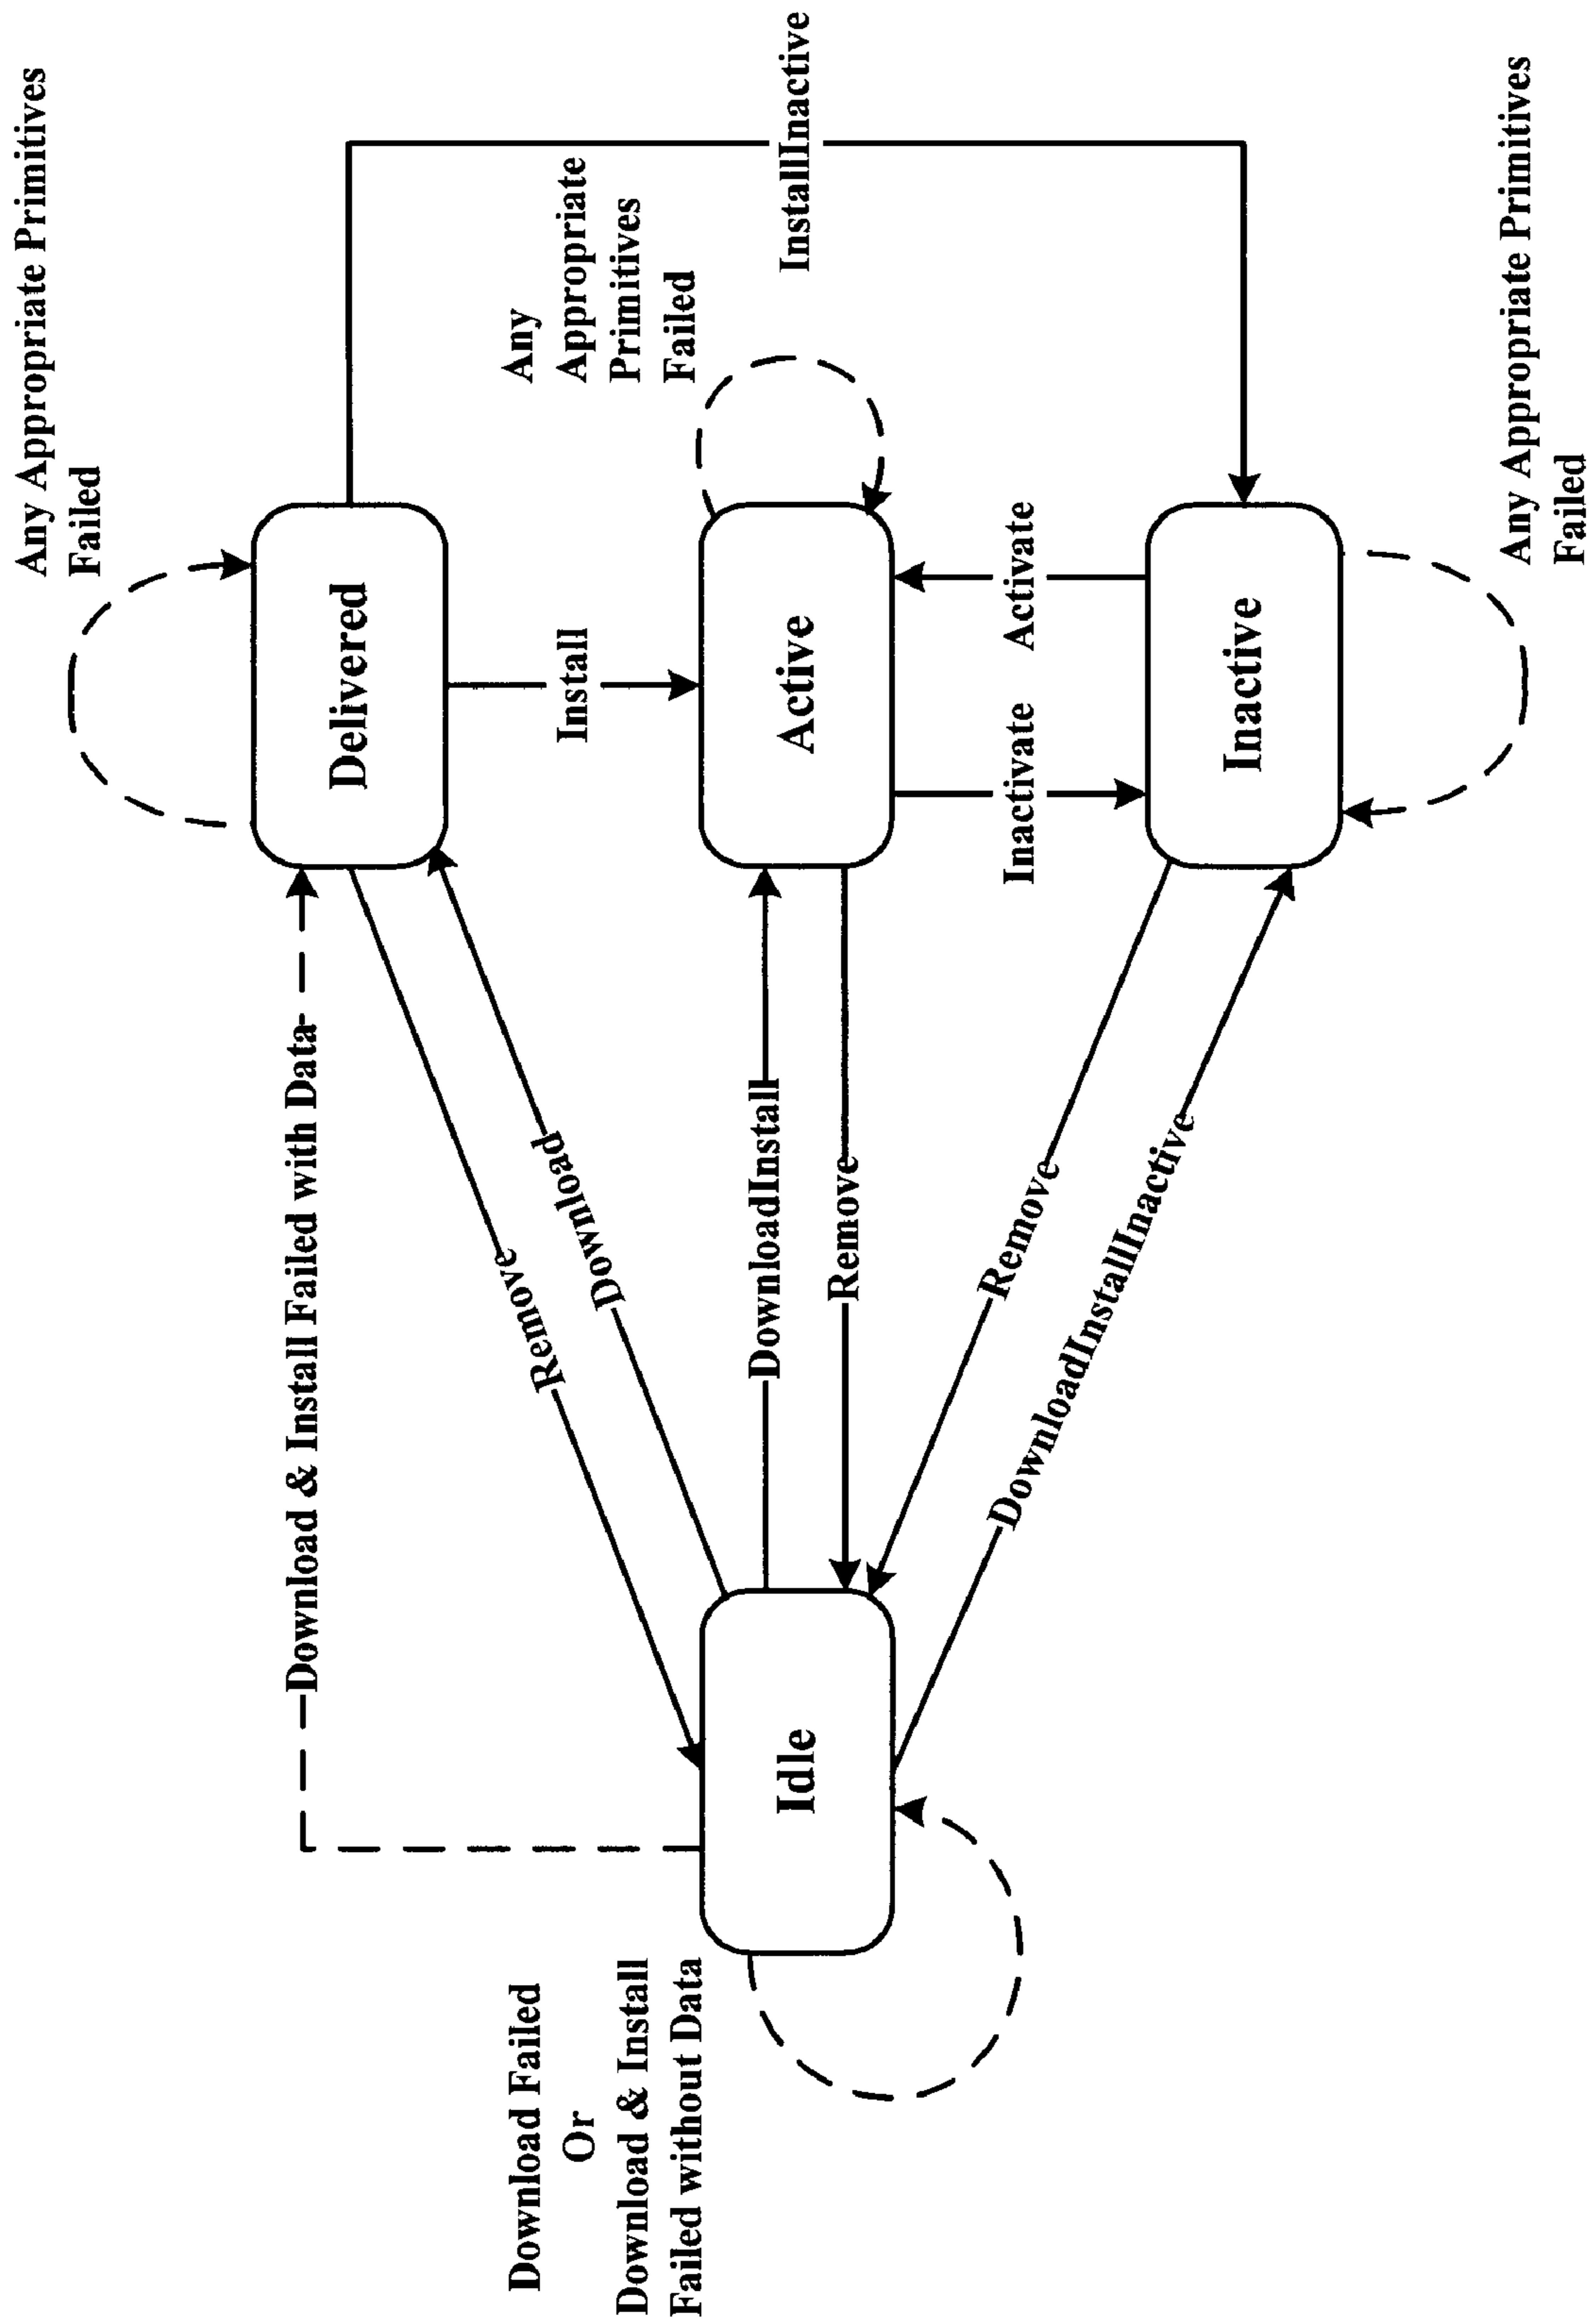 Any Appropriate Primitives
Failed
Delivered
Download & Install Failed with Data
Remove
Download
Install
InstallInactive
Any
Appropriate
Primitives
Failed
Download Failed
Or
Download & Install
Failed without Data
Idle
DownloadInstall
Remove
Active
Inactivate
Activate
Remove
DownloadInstallInactive
Inactive
Any Appropriate Primitives
Failed